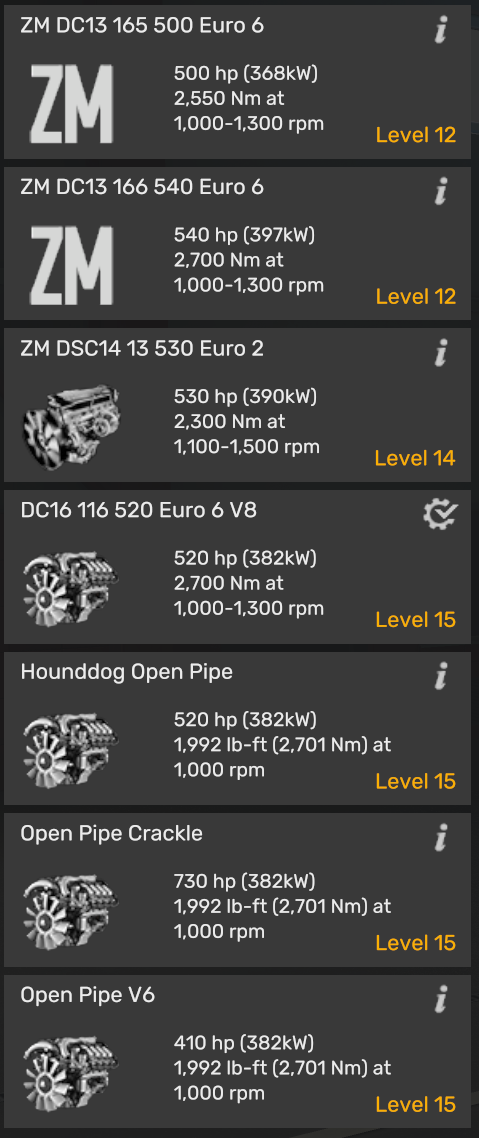 ZM DC13 165 500 Euro 6
i
ZM
500 hp (368kW)
2,550 Nm at
1,000-1,300 rpm
Level 12
ZM DC13 166 540 Euro 6
i
ZM
540 hp (397kW)
2,700 Nm at
1,000-1,300 rpm
Level 12
ZM DSC14 13 530 Euro 2
i
530 hp (390kW)
2,300 Nm at
1,100-1,500 rpm
Level 14
DC16 116 520 Euro 6 V8
520 hp (382kW)
2,700 Nm at
1,000-1,300 rpm
Level 15
Hounddog Open Pipe
i
520 hp (382kW)
1,992 lb-ft (2,701 Nm) at
1,000 rpm
Level 15
Open Pipe Crackle
i
730 hp (382kW)
1,992 lb-ft (2,701 Nm) at
1,000 rpm
Level 15
Open Pipe V6
i
410 hp (382kW)
1,992 lb-ft (2,701 Nm) at
1,000 rpm
Level 15